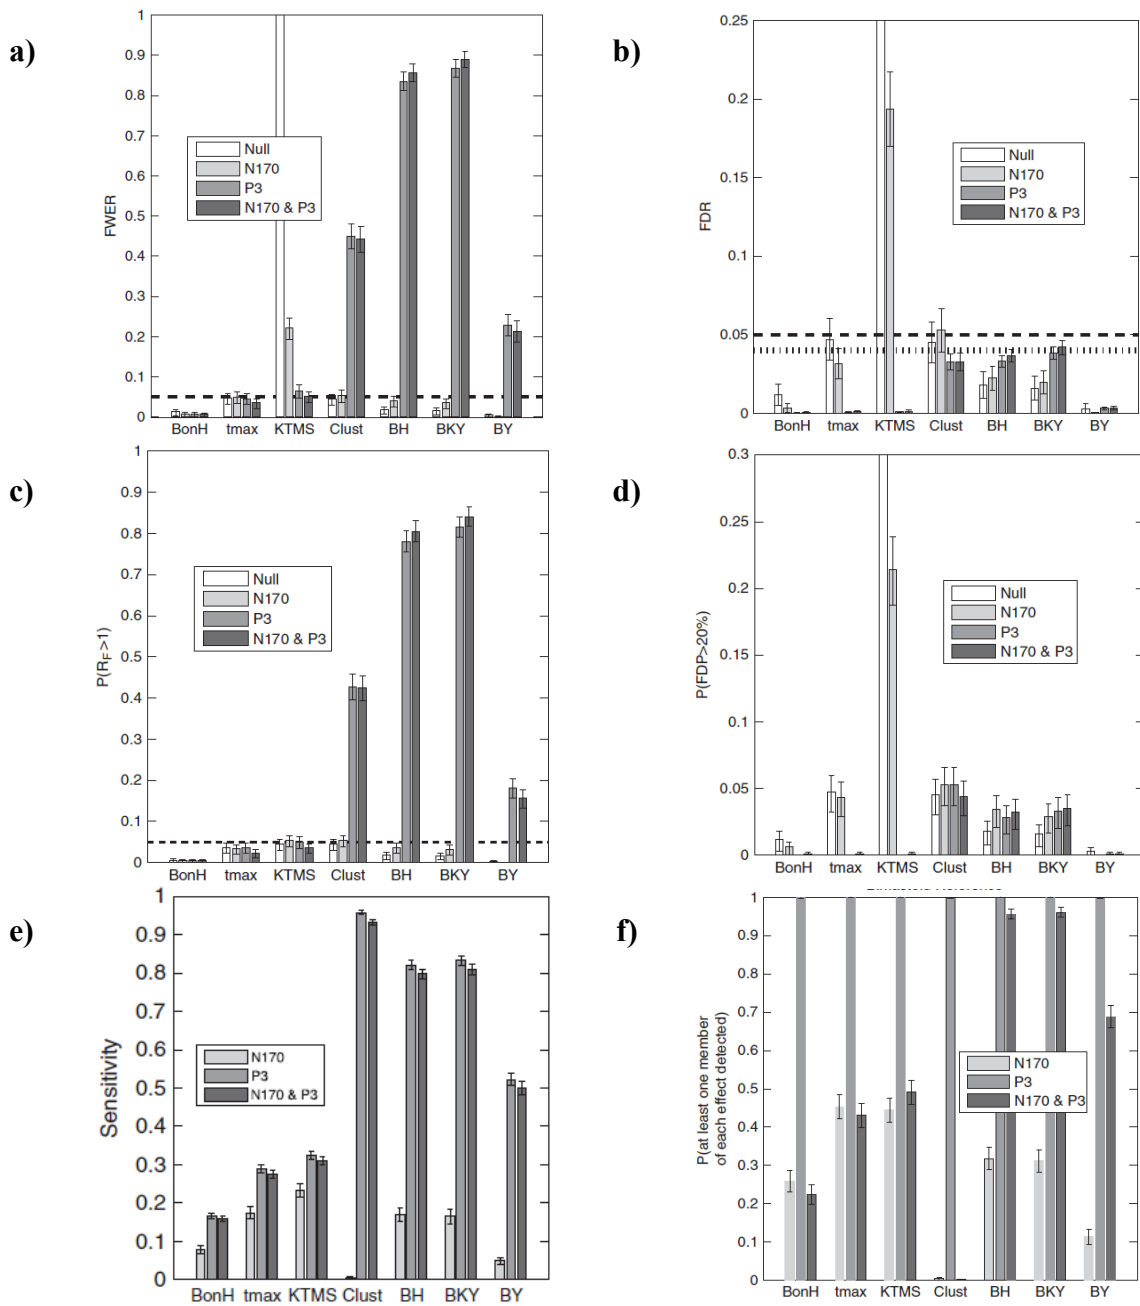 a)
1
0.9
0.8
0.7
0.6
0.5
0.4
0.3
0.2
0.1
0
FWER
Null
N170
P3
N170 & P3
BonH tmax KTMS Clust BH BKY BY
b)
0.25
0.2
0.15
0.1
0.05
0
FDR
Null
N170
P3
N170 & P3
BonH tmax KTMS Clust BH BKY BY
c)
1
0.9
0.8
0.7
0.6
0.5
0.4
0.3
0.2
0.1
0
P(R_F >1)
Null
N170
P3
N170 & P3
BonH tmax KTMS Clust BH BKY BY
d)
0.3
0.25
0.2
0.15
0.1
0.05
0
P(FDP>20%)
Null
N170
P3
N170 & P3
BonH tmax KTMS Clust BH BKY BY
e)
1
0.9
0.8
0.7
0.6
0.5
0.4
0.3
0.2
0.1
0
Sensitivity
N170
P3
N170 & P3
BonH tmax KTMS Clust BH BKY BY
f)
1
0.9
0.8
0.7
0.6
0.5
0.4
0.3
0.2
0.1
0
P(at least one member
of each effect detected)
N170
P3
N170 & P3
BonH tmax KTMS Clust BH BKY BY